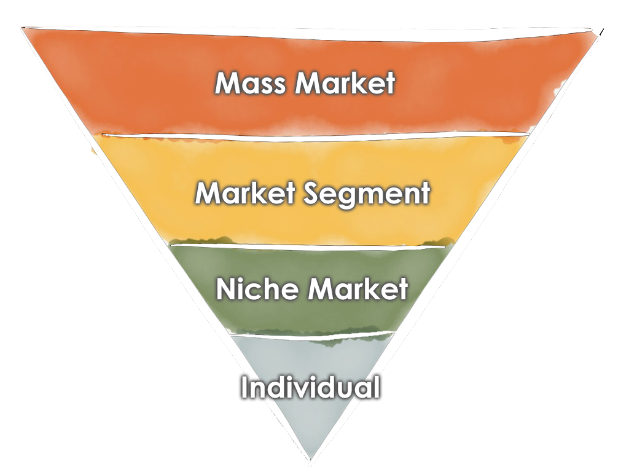 Mass Market
Market Segment
Niche Market
Individual